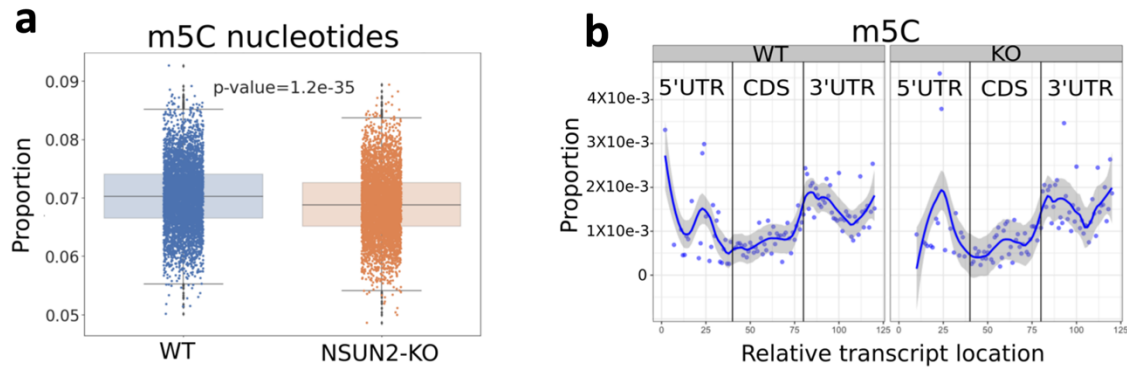 a
m5C nucleotides
p-value=1.2e-35
Proportion
0.09
0.08
0.07
0.06
0.05
WT
NSUN2-KO
b
m5C
WT
KO
5'UTR
CDS
3'UTR
5'UTR
CDS
3'UTR
Proportion
4X10e-3
3X10e-3
2X10e-3
1X10e-3
0
0
25
50
75
100
125
0
25
50
75
100
125
Relative transcript location